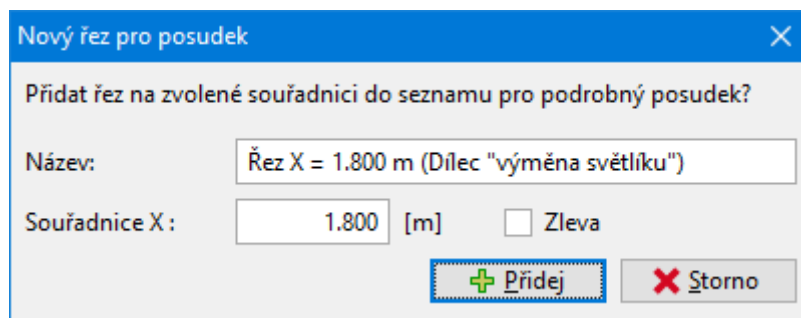 Nový řez pro posudek
Přidat řez na zvolené souřadnici do seznamu pro podrobný posudek?
Název: Řez X = 1.800 m (Dílec "výměna světlíku")
Souřadnice X : 1.800 [m] Zleva
Přidej Storno